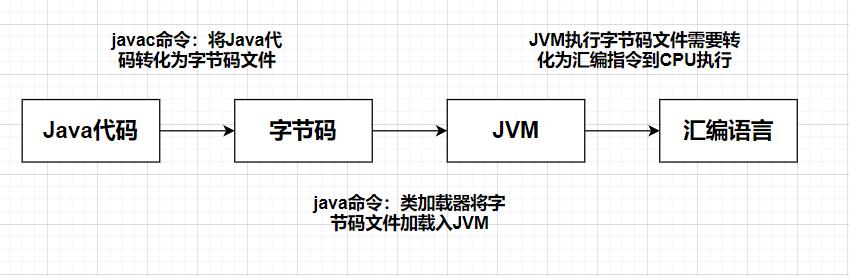 javac命令：将Java代
码转化为字节码文件
JVM执行字节码文件需要转
化为汇编指令到CPU执行
Java代码
字节码
JVM
汇编语言
java命令：类加载器将字
节码文件加载入JVM